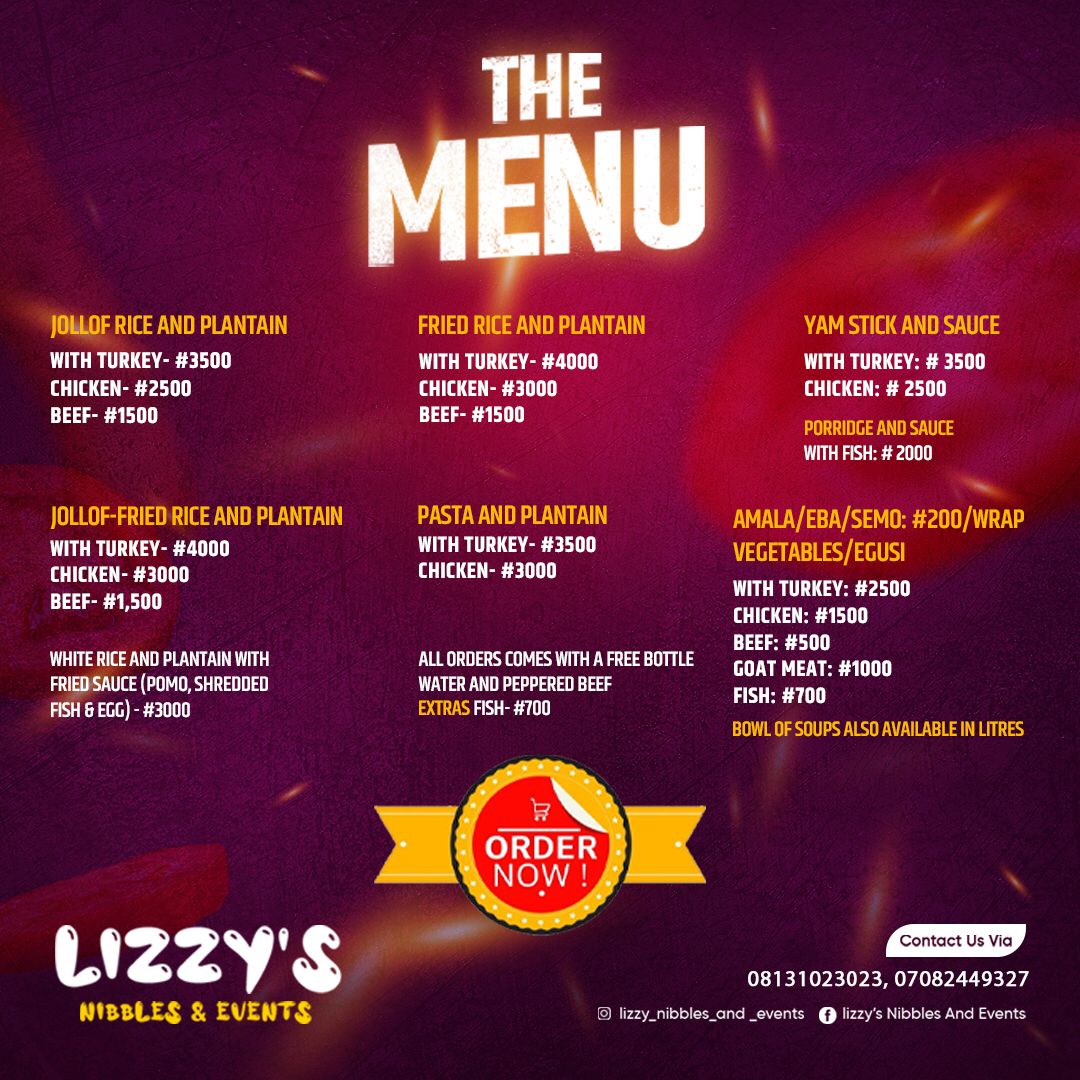 THE
MENU
JOLLOF RICE AND PLANTAIN
WITH TURKEY- #3500
CHICKEN- #2500
BEEF- #1500
FRIED RICE AND PLANTAIN
WITH TURKEY- #4000
CHICKEN- #3000
BEEF- #1500
YAM STICK AND SAUCE
WITH TURKEY: # 3500
CHICKEN: # 2500
PORRIDGE AND SAUCE
WITH FISH: # 2000
JOLLOF-FRIED RICE AND PLANTAIN
WITH TURKEY- #4000
CHICKEN- #3000
BEEF- #1,500
PASTA AND PLANTAIN
WITH TURKEY- #3500
CHICKEN- #3000
AMALA/EBA/SEMO: #200/WRAP
VEGETABLES/EGUSI
WITH TURKEY: #2500
CHICKEN: #1500
BEEF: #500
GOAT MEAT: #1000
FISH: #700
BOWL OF SOUPS ALSO AVAILABLE IN LITRES
WHITE RICE AND PLANTAIN WITH
FRIED SAUCE (POMO, SHREDDED
FISH & EGG) - #3000
ALL ORDERS COMES WITH A FREE BOTTLE
WATER AND PEPPERED BEEF
EXTRAS FISH- #700
ORDER
NOW !
LIZZY'S
NIBBLES & EVENTS
Contact Us Via
08131023023, 07082449327
lizzy_nibbles_and _events lizzy's Nibbles And Events